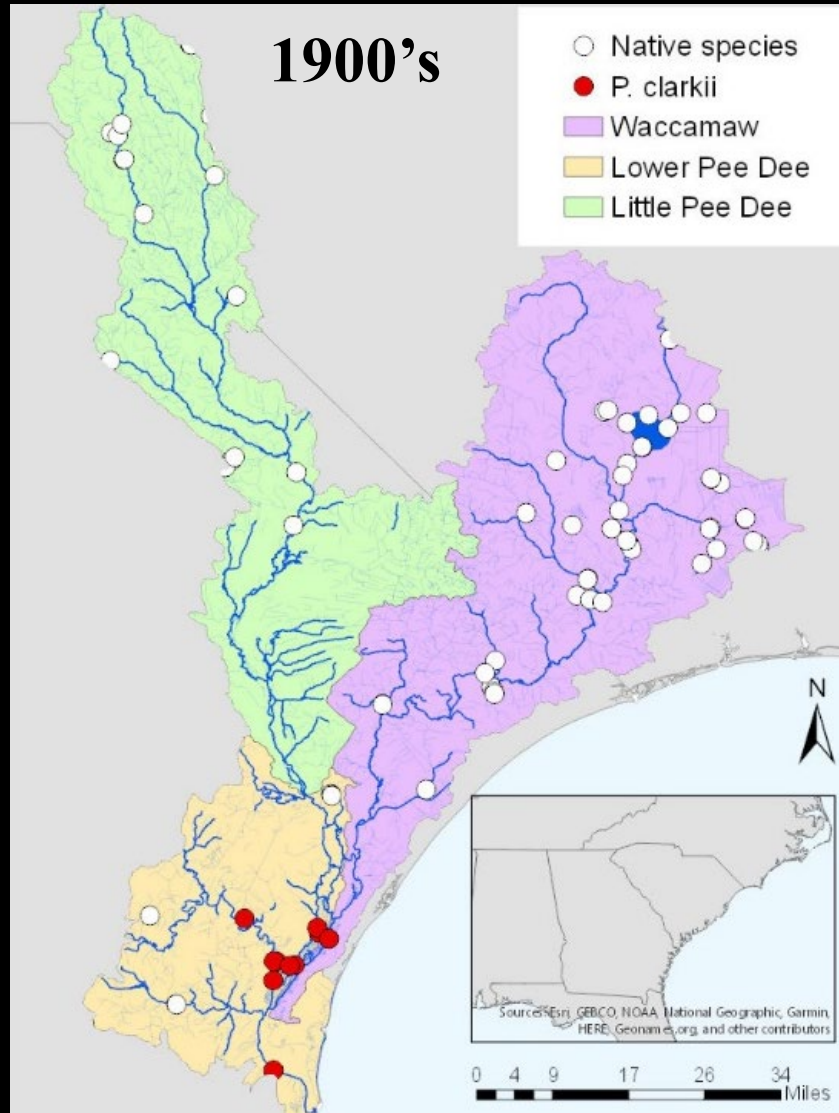 1900's
Native species
P. clarkii
Waccamaw
Lower Pee Dee
Little Pee Dee
N
Sources: Esri, GEBCO, NOAA, National Geographic, Garmin,
HERE, Geonames.org, and other contributors
0 4 9 17 26 34
Miles